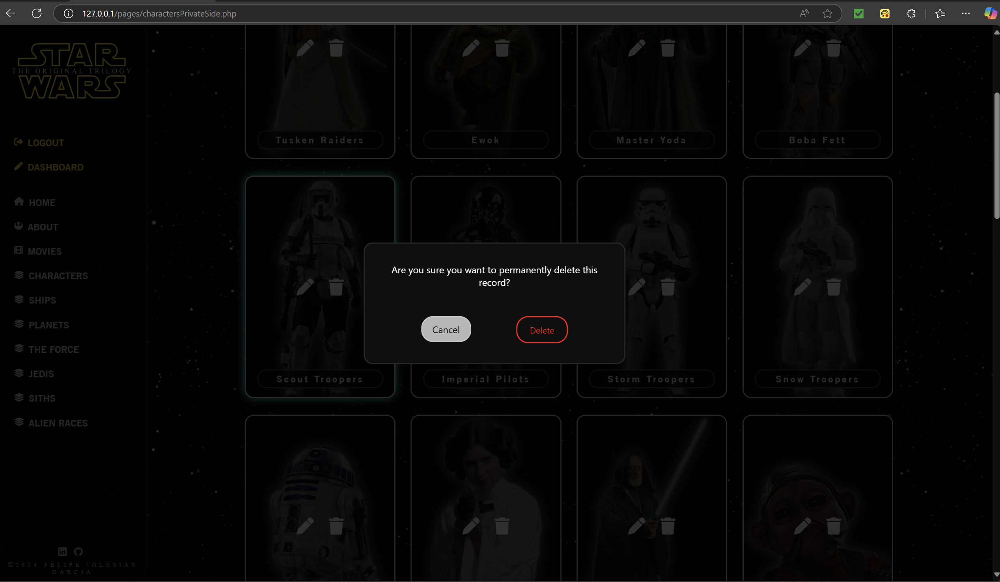 127.0.0.1/pages/charactersPrivateSide.php
STAR
THE ORIGINAL TRILOGY
WARS
LOGOUT
DASHBOARD
HOME
ABOUT
MOVIES
CHARACTERS
SHIPS
PLANETS
THE FORCE
JEDIS
SITHS
ALIEN RACES
in
©2024 FELIPE IGLESIAS
GARCIA
Tusken Raiders
Ewok
Master Yoda
Boba Fett
Scout Troopers
Imperial Pilots
Storm Troopers
Snow Troopers
Are you sure you want to permanently delete this
record?
Cancel
Delete